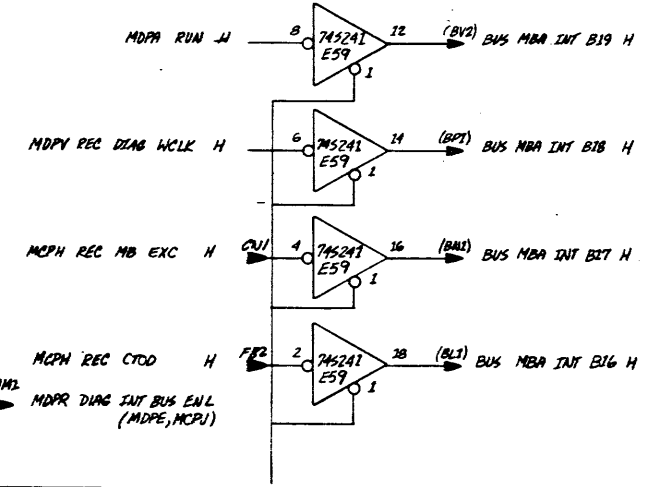 MDPA RUN H 8 74S241 E59 12 (BV2) BUS MBA INT B19 H
1
MDPV REC DIAG WCLK H 6 74S241 E59 14 (BP1) BUS MBA INT B18 H
1
MCPH REC MB EXC H CN1 4 74S241 E59 16 (BM1) BUS MBA INT B17 H
1
MCPH REC CTOD H FE2 2 74S241 E59 18 (BL1) BUS MBA INT B16 H
1
MDPR DIAG INT BUS EN L
(MDPE, MCPJ)